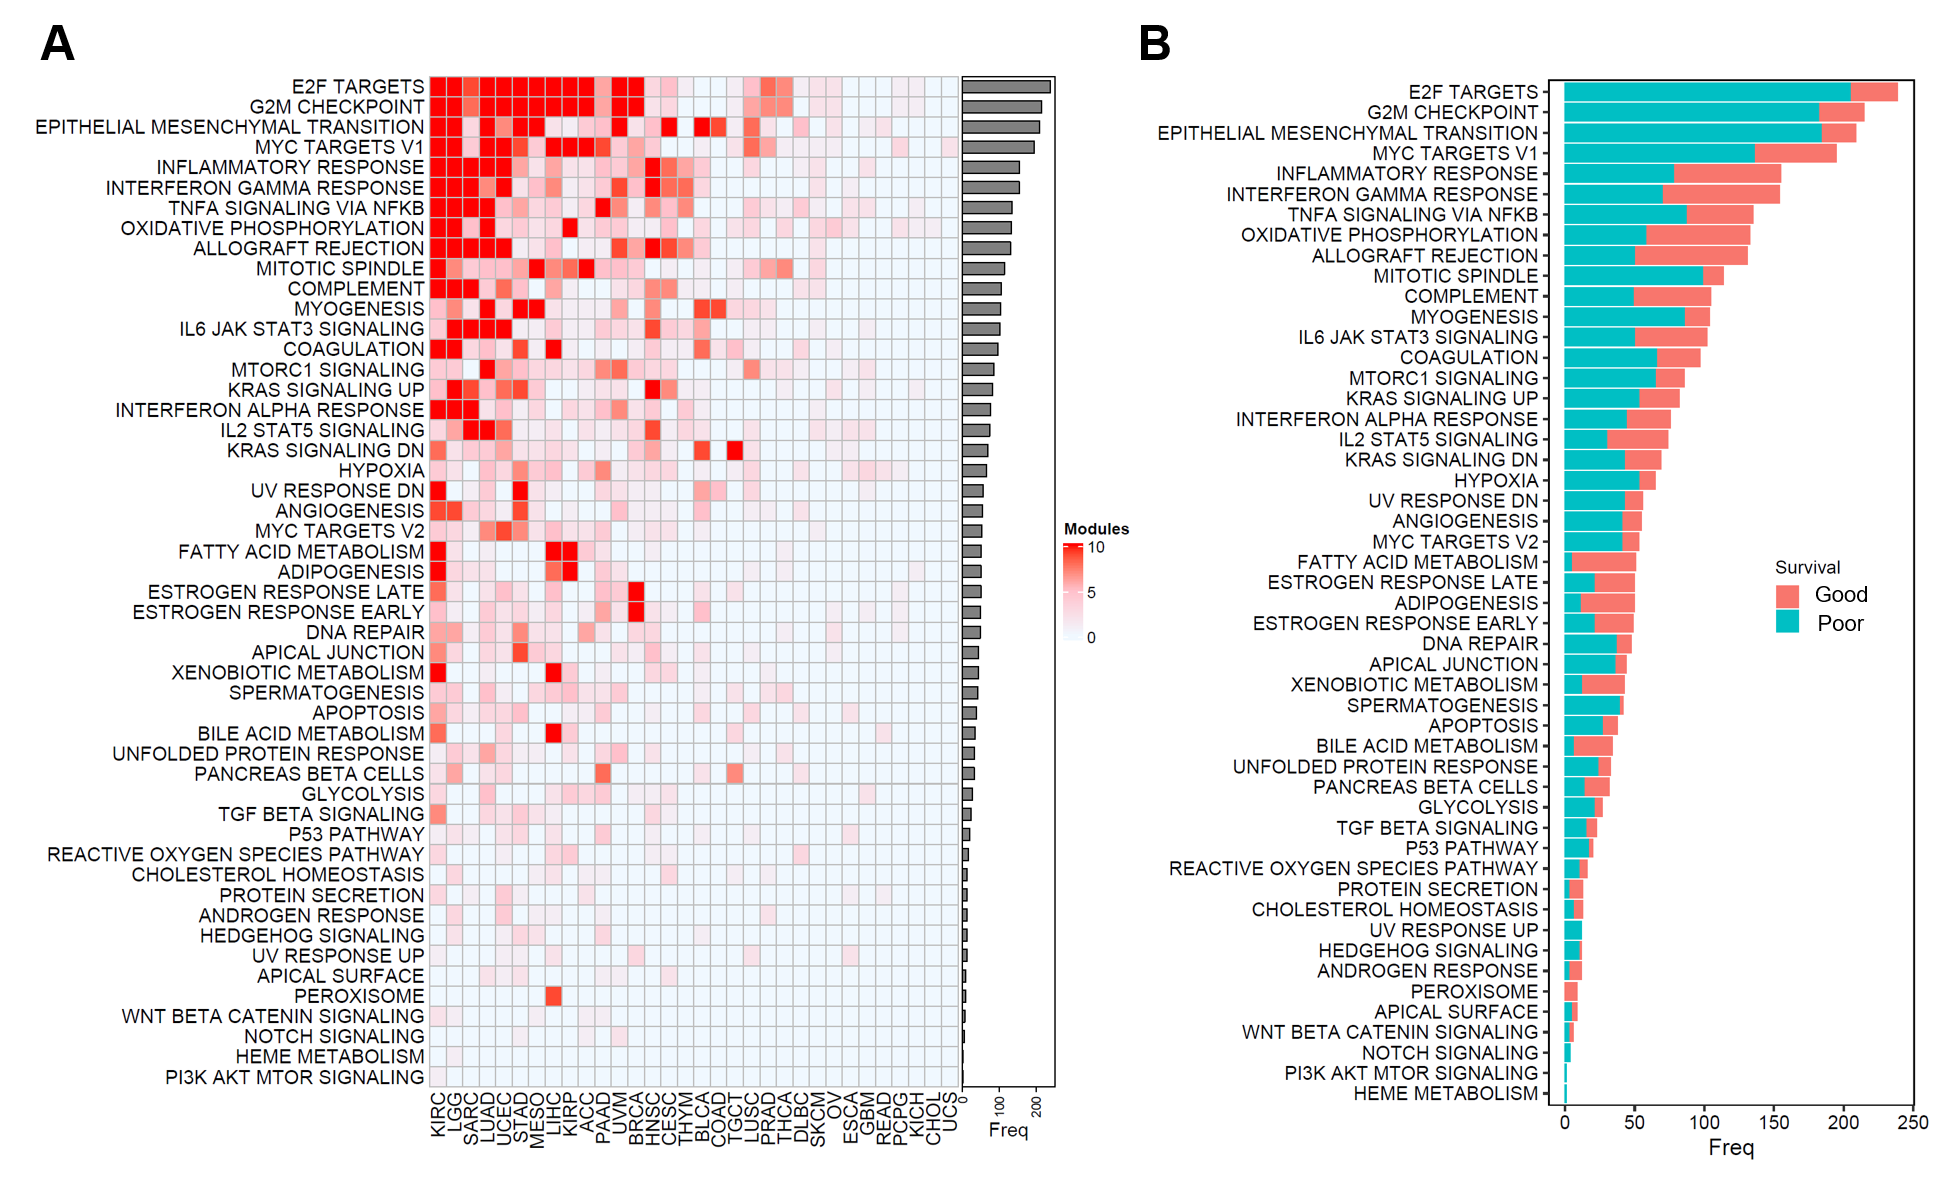 A
E2F TARGETS
G2M CHECKPOINT
EPITHELIAL MESENCHYMAL TRANSITION
MYC TARGETS V1
INFLAMMATORY RESPONSE
INTERFERON GAMMA RESPONSE
TNFA SIGNALING VIA NFKB
OXIDATIVE PHOSPHORYLATION
ALLOGRAFT REJECTION
MITOTIC SPINDLE
COMPLEMENT
MYOGENESIS
IL6 JAK STAT3 SIGNALING
COAGULATION
MTORC1 SIGNALING
KRAS SIGNALING UP
INTERFERON ALPHA RESPONSE
IL2 STAT5 SIGNALING
KRAS SIGNALING DN
HYPOXIA
UV RESPONSE DN
ANGIOGENESIS
MYC TARGETS V2
FATTY ACID METABOLISM
ADIPOGENESIS
ESTROGEN RESPONSE LATE
ESTROGEN RESPONSE EARLY
DNA REPAIR
APICAL JUNCTION
XENOBIOTIC METABOLISM
SPERMATOGENESIS
APOPTOSIS
BILE ACID METABOLISM
UNFOLDED PROTEIN RESPONSE
PANCREAS BETA CELLS
GLYCOLYSIS
TGF BETA SIGNALING
P53 PATHWAY
REACTIVE OXYGEN SPECIES PATHWAY
CHOLESTEROL HOMEOSTASIS
PROTEIN SECRETION
ANDROGEN RESPONSE
HEDGEHOG SIGNALING
UV RESPONSE UP
APICAL SURFACE
PEROXISOME
WNT BETA CATENIN SIGNALING
NOTCH SIGNALING
HEME METABOLISM
PI3K AKT MTOR SIGNALING
KIRC
LGG
SARC
LUAD
UCEC
STAD
MESO
LIHC
KIRP
ACC
PAAD
UVM
BRCA
HNSC
CESC
THYM
BLCA
COAD
TGCT
LUSC
PRAD
THCA
DLBC
SKCM
OV
ESCA
GBM
READ
PCPG
KICH
CHOL
UCS
0
100
200
Freq
Modules
10
5
0
B
E2F TARGETS
G2M CHECKPOINT
EPITHELIAL MESENCHYMAL TRANSITION
MYC TARGETS V1
INFLAMMATORY RESPONSE
INTERFERON GAMMA RESPONSE
TNFA SIGNALING VIA NFKB
OXIDATIVE PHOSPHORYLATION
ALLOGRAFT REJECTION
MITOTIC SPINDLE
COMPLEMENT
MYOGENESIS
IL6 JAK STAT3 SIGNALING
COAGULATION
MTORC1 SIGNALING
KRAS SIGNALING UP
INTERFERON ALPHA RESPONSE
IL2 STAT5 SIGNALING
KRAS SIGNALING DN
HYPOXIA
UV RESPONSE DN
ANGIOGENESIS
MYC TARGETS V2
FATTY ACID METABOLISM
ESTROGEN RESPONSE LATE
ADIPOGENESIS
ESTROGEN RESPONSE EARLY
DNA REPAIR
APICAL JUNCTION
XENOBIOTIC METABOLISM
SPERMATOGENESIS
APOPTOSIS
BILE ACID METABOLISM
UNFOLDED PROTEIN RESPONSE
PANCREAS BETA CELLS
GLYCOLYSIS
TGF BETA SIGNALING
P53 PATHWAY
REACTIVE OXYGEN SPECIES PATHWAY
PROTEIN SECRETION
CHOLESTEROL HOMEOSTASIS
UV RESPONSE UP
HEDGEHOG SIGNALING
ANDROGEN RESPONSE
PEROXISOME
APICAL SURFACE
WNT BETA CATENIN SIGNALING
NOTCH SIGNALING
PI3K AKT MTOR SIGNALING
HEME METABOLISM
0 50 100 150 200 250
Freq
Survival
Good
Poor